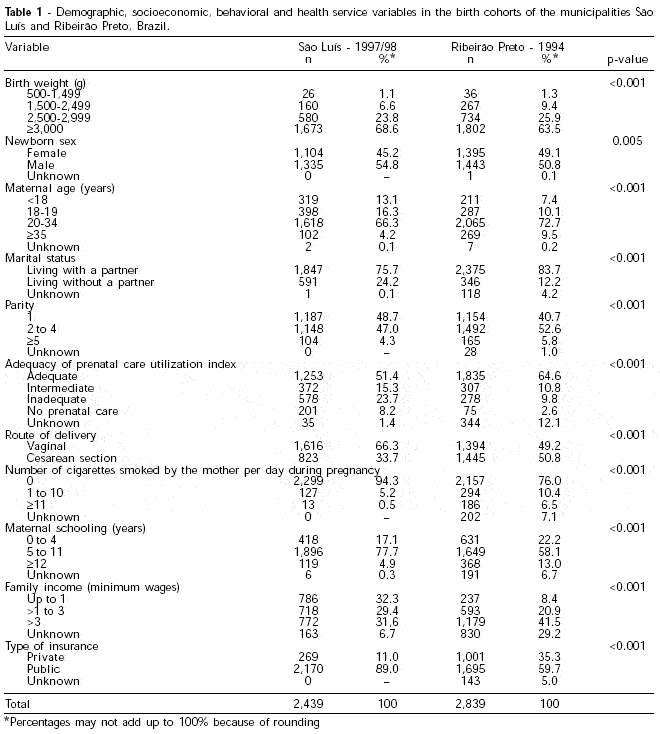 Table 1 - Demographic, socioeconomic, behavioral and health service variables in the birth cohorts of the municipalities São
Luís and Ribeirão Preto, Brazil.
Variable São Luís - 1997/98 Ribeirão Preto - 1994
n %* n %* p-value
Birth weight (g) <0.001
500-1,499 26 1.1 36 1.3
1,500-2,499 160 6.6 267 9.4
2,500-2,999 580 23.8 734 25.9
≥3,000 1,673 68.6 1,802 63.5
Newborn sex 0.005
Female 1,104 45.2 1,395 49.1
Male 1,335 54.8 1,443 50.8
Unknown 0 – 1 0.1
Maternal age (years) <0.001
<18 319 13.1 211 7.4
18-19 398 16.3 287 10.1
20-34 1,618 66.3 2,065 72.7
≥35 102 4.2 269 9.5
Unknown 2 0.1 7 0.2
Marital status <0.001
Living with a partner 1,847 75.7 2,375 83.7
Living without a partner 591 24.2 346 12.2
Unknown 1 0.1 118 4.2
Parity <0.001
1 1,187 48.7 1,154 40.7
2 to 4 1,148 47.0 1,492 52.6
≥5 104 4.3 165 5.8
Unknown 0 – 28 1.0
Adequacy of prenatal care utilization index <0.001
Adequate 1,253 51.4 1,835 64.6
Intermediate 372 15.3 307 10.8
Inadequate 578 23.7 278 9.8
No prenatal care 201 8.2 75 2.6
Unknown 35 1.4 344 12.1
Route of delivery <0.001
Vaginal 1,616 66.3 1,394 49.2
Cesarean section 823 33.7 1,445 50.8
Number of cigarettes smoked by the mother per day during pregnancy <0.001
0 2,299 94.3 2,157 76.0
1 to 10 127 5.2 294 10.4
≥11 13 0.5 186 6.5
Unknown 0 – 202 7.1
Maternal schooling (years) <0.001
0 to 4 418 17.1 631 22.2
5 to 11 1,896 77.7 1,649 58.1
≥12 119 4.9 368 13.0
Unknown 6 0.3 191 6.7
Family income (minimum wages) <0.001
Up to 1 786 32.3 237 8.4
>1 to 3 718 29.4 593 20.9
>3 772 31,6 1,179 41.5
Unknown 163 6.7 830 29.2
Type of insurance <0.001
Private 269 11.0 1,001 35.3
Public 2,170 89.0 1,695 59.7
Unknown 0 – 143 5.0
Total 2,439 100 2,839 100
*Percentages may not add up to 100% because of rounding